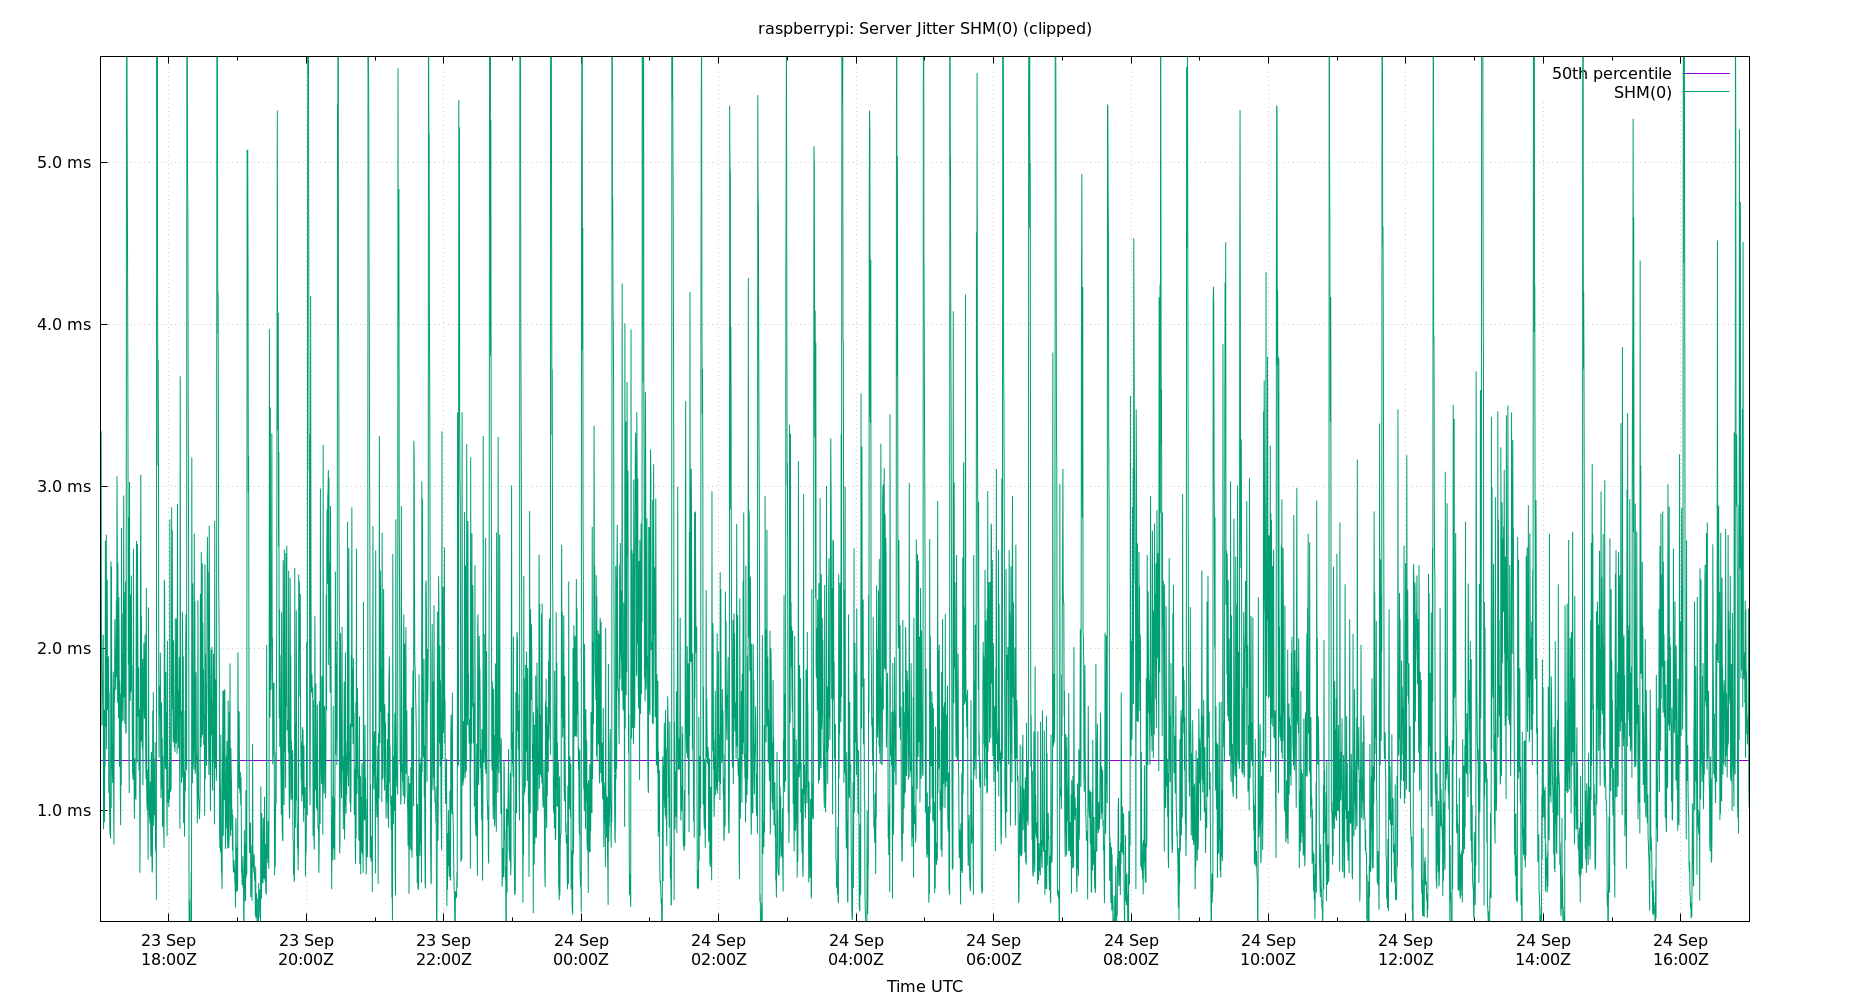 raspberrypi: Server Jitter SHM(0) (clipped)
50th percentile
SHM(0)
5.0 ms
4.0 ms
3.0 ms
2.0 ms
1.0 ms
23 Sep 23 Sep 23 Sep 24 Sep 24 Sep 24 Sep 24 Sep 24 Sep 24 Sep 24 Sep 24 Sep 24 Sep
18:00Z 20:00Z 22:00Z 00:00Z 02:00Z 04:00Z 06:00Z 08:00Z 10:00Z 12:00Z 14:00Z 16:00Z
Time UTC